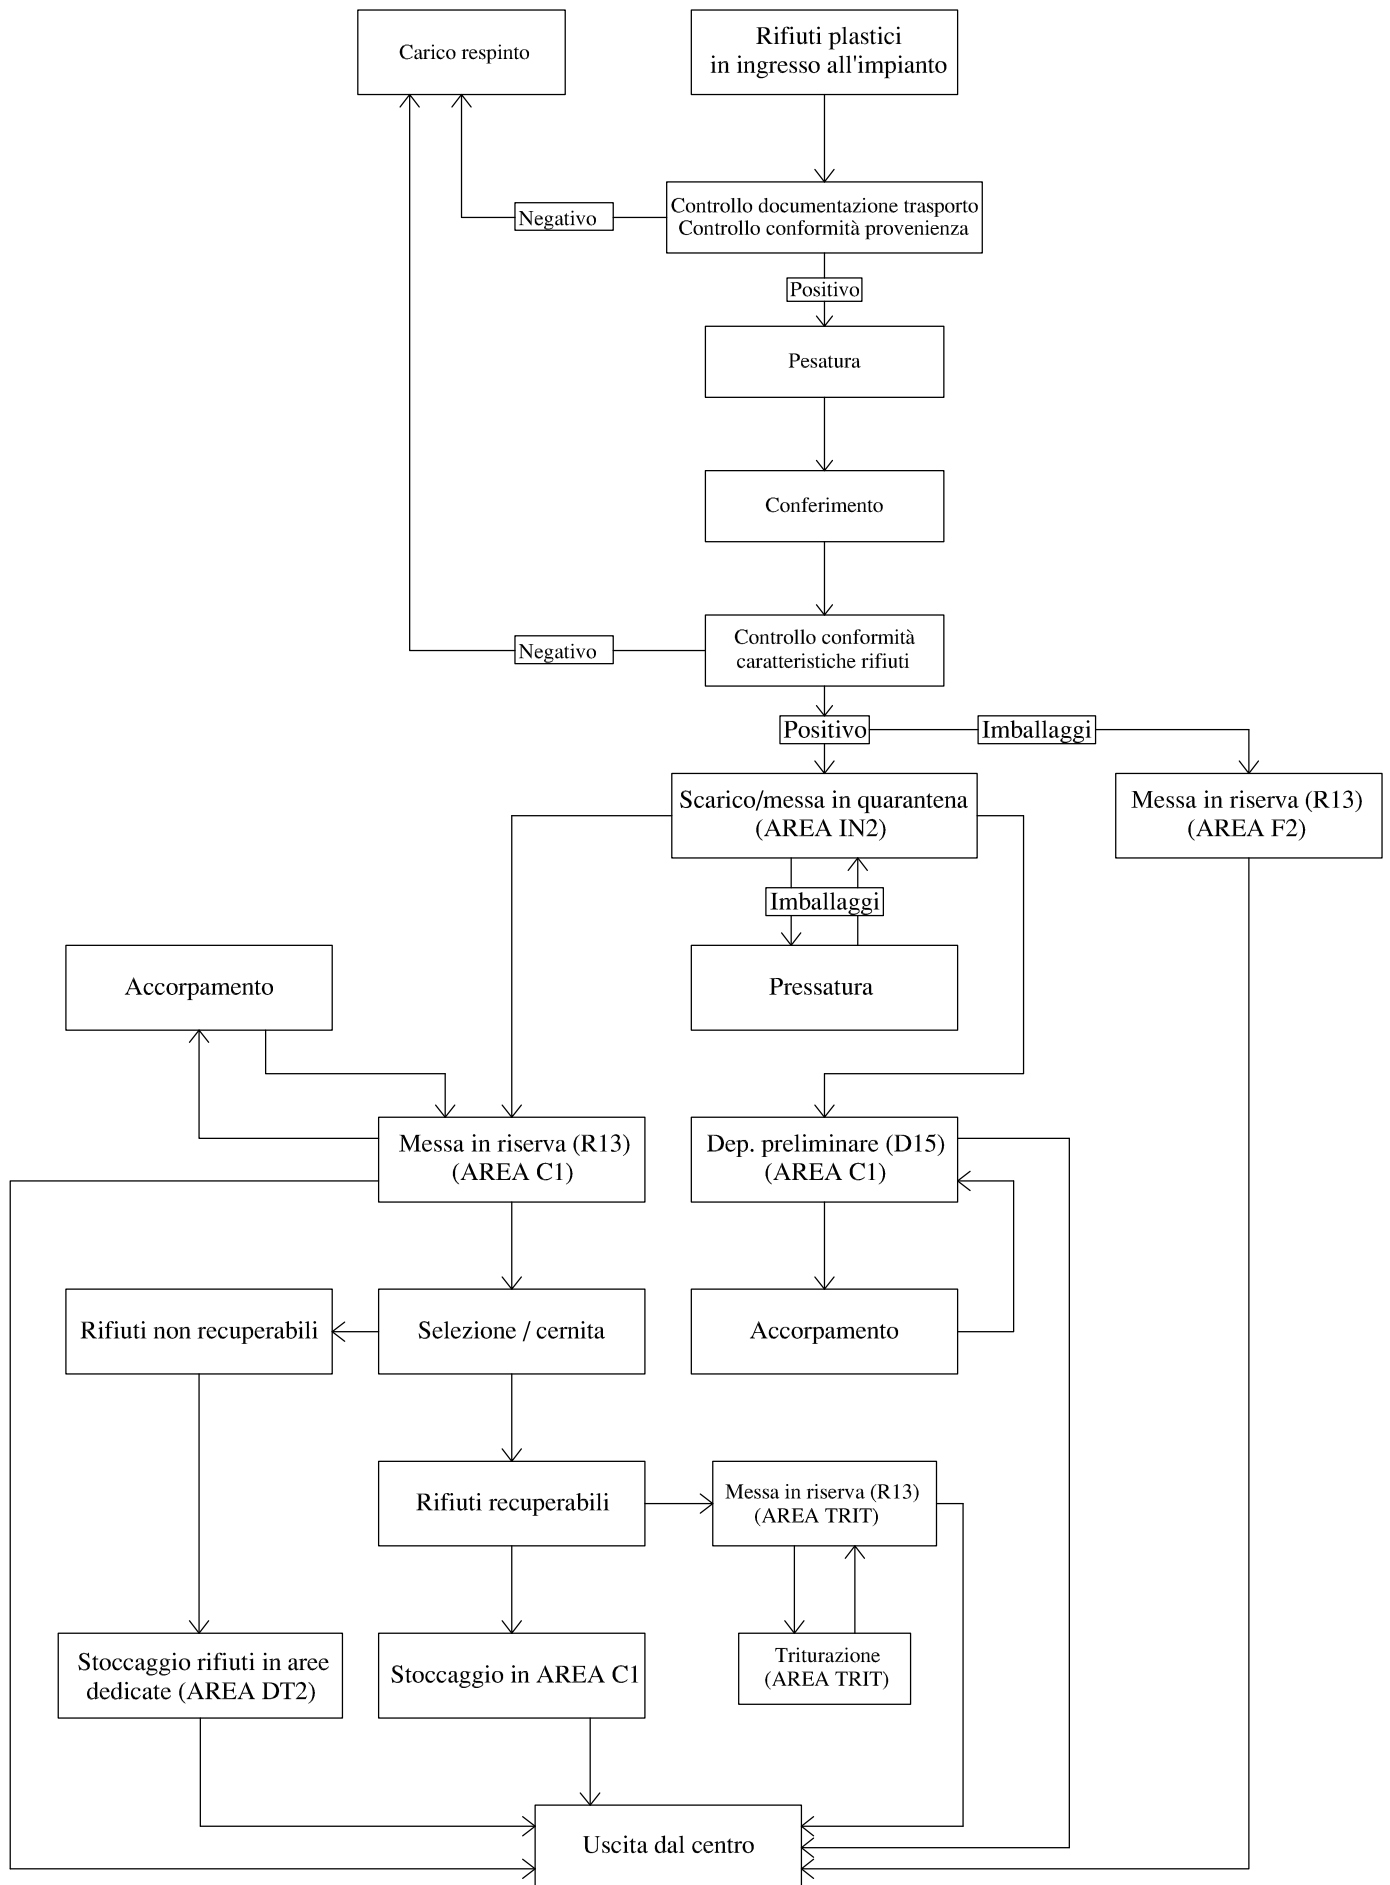 Carico respinto
Rifiuti plastici
in ingresso all'impianto
Controllo documentazione trasporto
Controllo conformità provenienza
Negativo
Positivo
Pesatura
Conferimento
Controllo conformità
caratteristiche rifiuti
Negativo
Positivo
Imballaggi
Scarico/messa in quarantena
(AREA IN2)
Messa in riserva (R13)
(AREA F2)
Imballaggi
Accorpamento
Pressatura
Messa in riserva (R13)
(AREA C1)
Dep. preliminare (D15)
(AREA C1)
Rifiuti non recuperabili
Selezione / cernita
Accorpamento
Rifiuti recuperabili
Messa in riserva (R13)
(AREA TRIT)
Stoccaggio rifiuti in aree
dedicate (AREA DT2)
Stoccaggio in AREA C1
Triturazione
(AREA TRIT)
Uscita dal centro